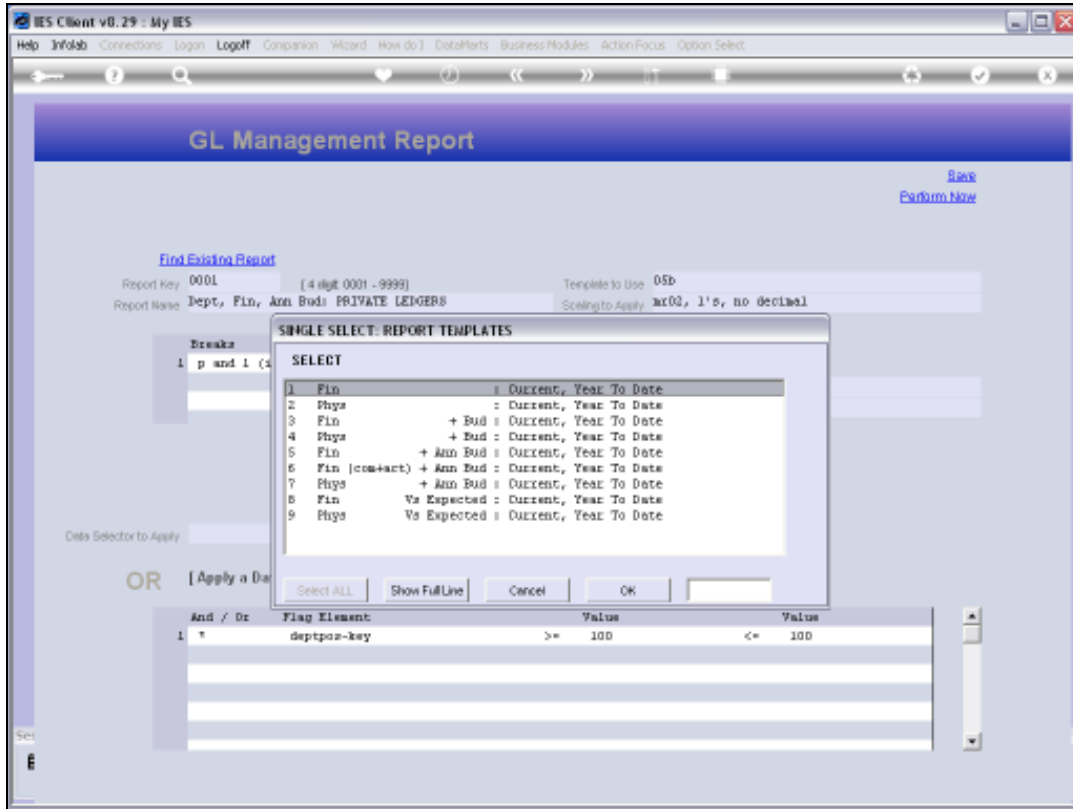 IES Client v8.29 : My IES
Help Infolab Connections Logon Logoff Companion Wizard How do I DataMarts Business Modules Action Focus Option Select
GL Management Report
Save
Perform Now
Find Existing Report
Report Key 0001 [ 4 digit: 0001 - 9999] Template to Use 05b
Report Name Dept, Fin, Ann Bud: PRIVATE LEDGERS Scaling to Apply mr02, 1's, no decimal
SINGLE SELECT: REPORT TEMPLATES
Breaks
1 p and l (i
SELECT
1 Fin : Current, Year To Date
2 Phys : Current, Year To Date
3 Fin + Bud : Current, Year To Date
4 Phys + Bud : Current, Year To Date
5 Fin + Ann Bud : Current, Year To Date
6 Fin (com+act) + Ann Bud : Current, Year To Date
7 Phys + Ann Bud : Current, Year To Date
8 Fin Vs Expected : Current, Year To Date
9 Phys Vs Expected : Current, Year To Date
Data Selector to Apply
OR [ Apply a Da
Select ALL Show Full Line Cancel OK
And / Or Flag Element Value Value
1 deptpos-key >= 100 <= 100
Se